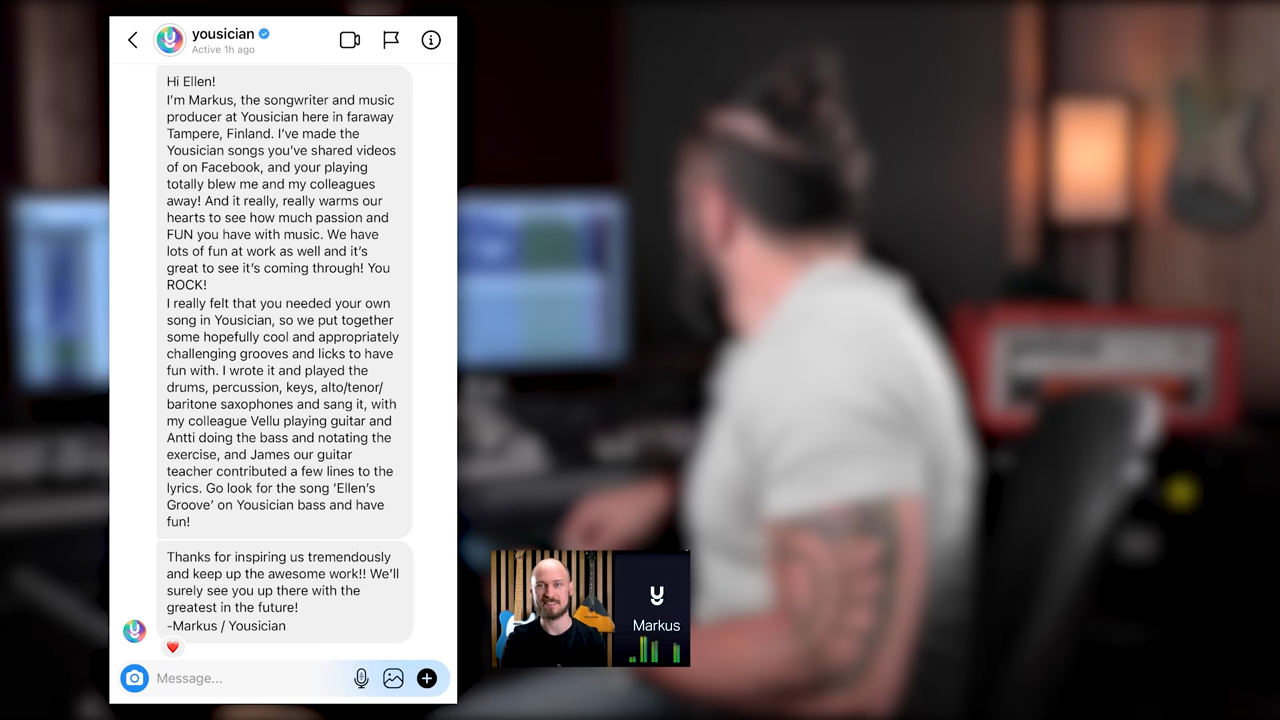 yousician
Active 1h ago
Hi Ellen!
I'm Markus, the songwriter and music
producer at Yousician here in faraway
Tampere, Finland. I've made the
Yousician songs you've shared videos
of on Facebook, and your playing
totally blew me and my colleagues
away! And it really, really warms our
hearts to see how much passion and
FUN you have with music. We have
lots of fun at work as well and it's
great to see it's coming through! You
ROCK!
I really felt that you needed your own
song in Yousician, so we put together
some hopefully cool and appropriately
challenging grooves and licks to have
fun with. I wrote it and played the
drums, percussion, keys, alto/tenor/
baritone saxophones and sang it, with
my colleague Vellu playing guitar and
Antti doing the bass and notating the
exercise, and James our guitar
teacher contributed a few lines to the
lyrics. Go look for the song 'Ellen's
Groove' on Yousician bass and have
fun!
Thanks for inspiring us tremendously
and keep up the awesome work!! We'll
surely see you up there with the
greatest in the future!
-Markus / Yousician
Message...
Markus